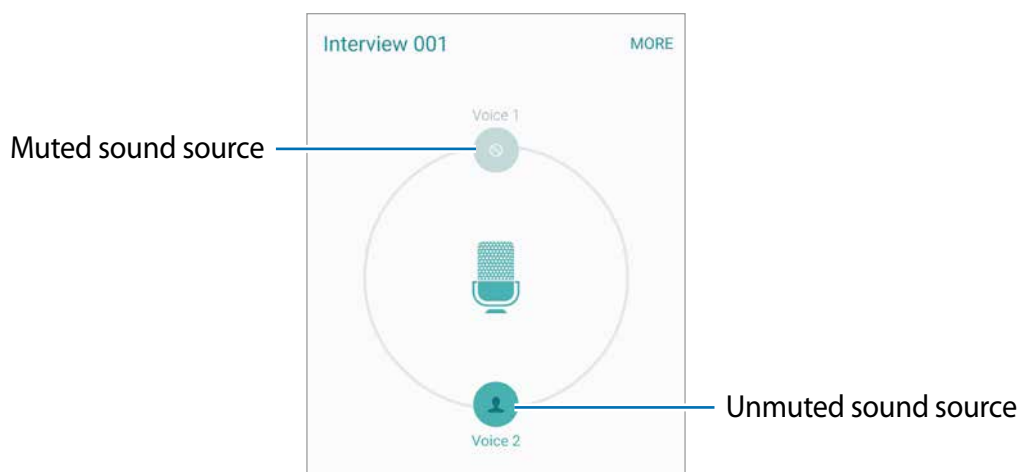 Interview 001 MORE
Voice 1
Muted sound source
Unmuted sound source
Voice 2